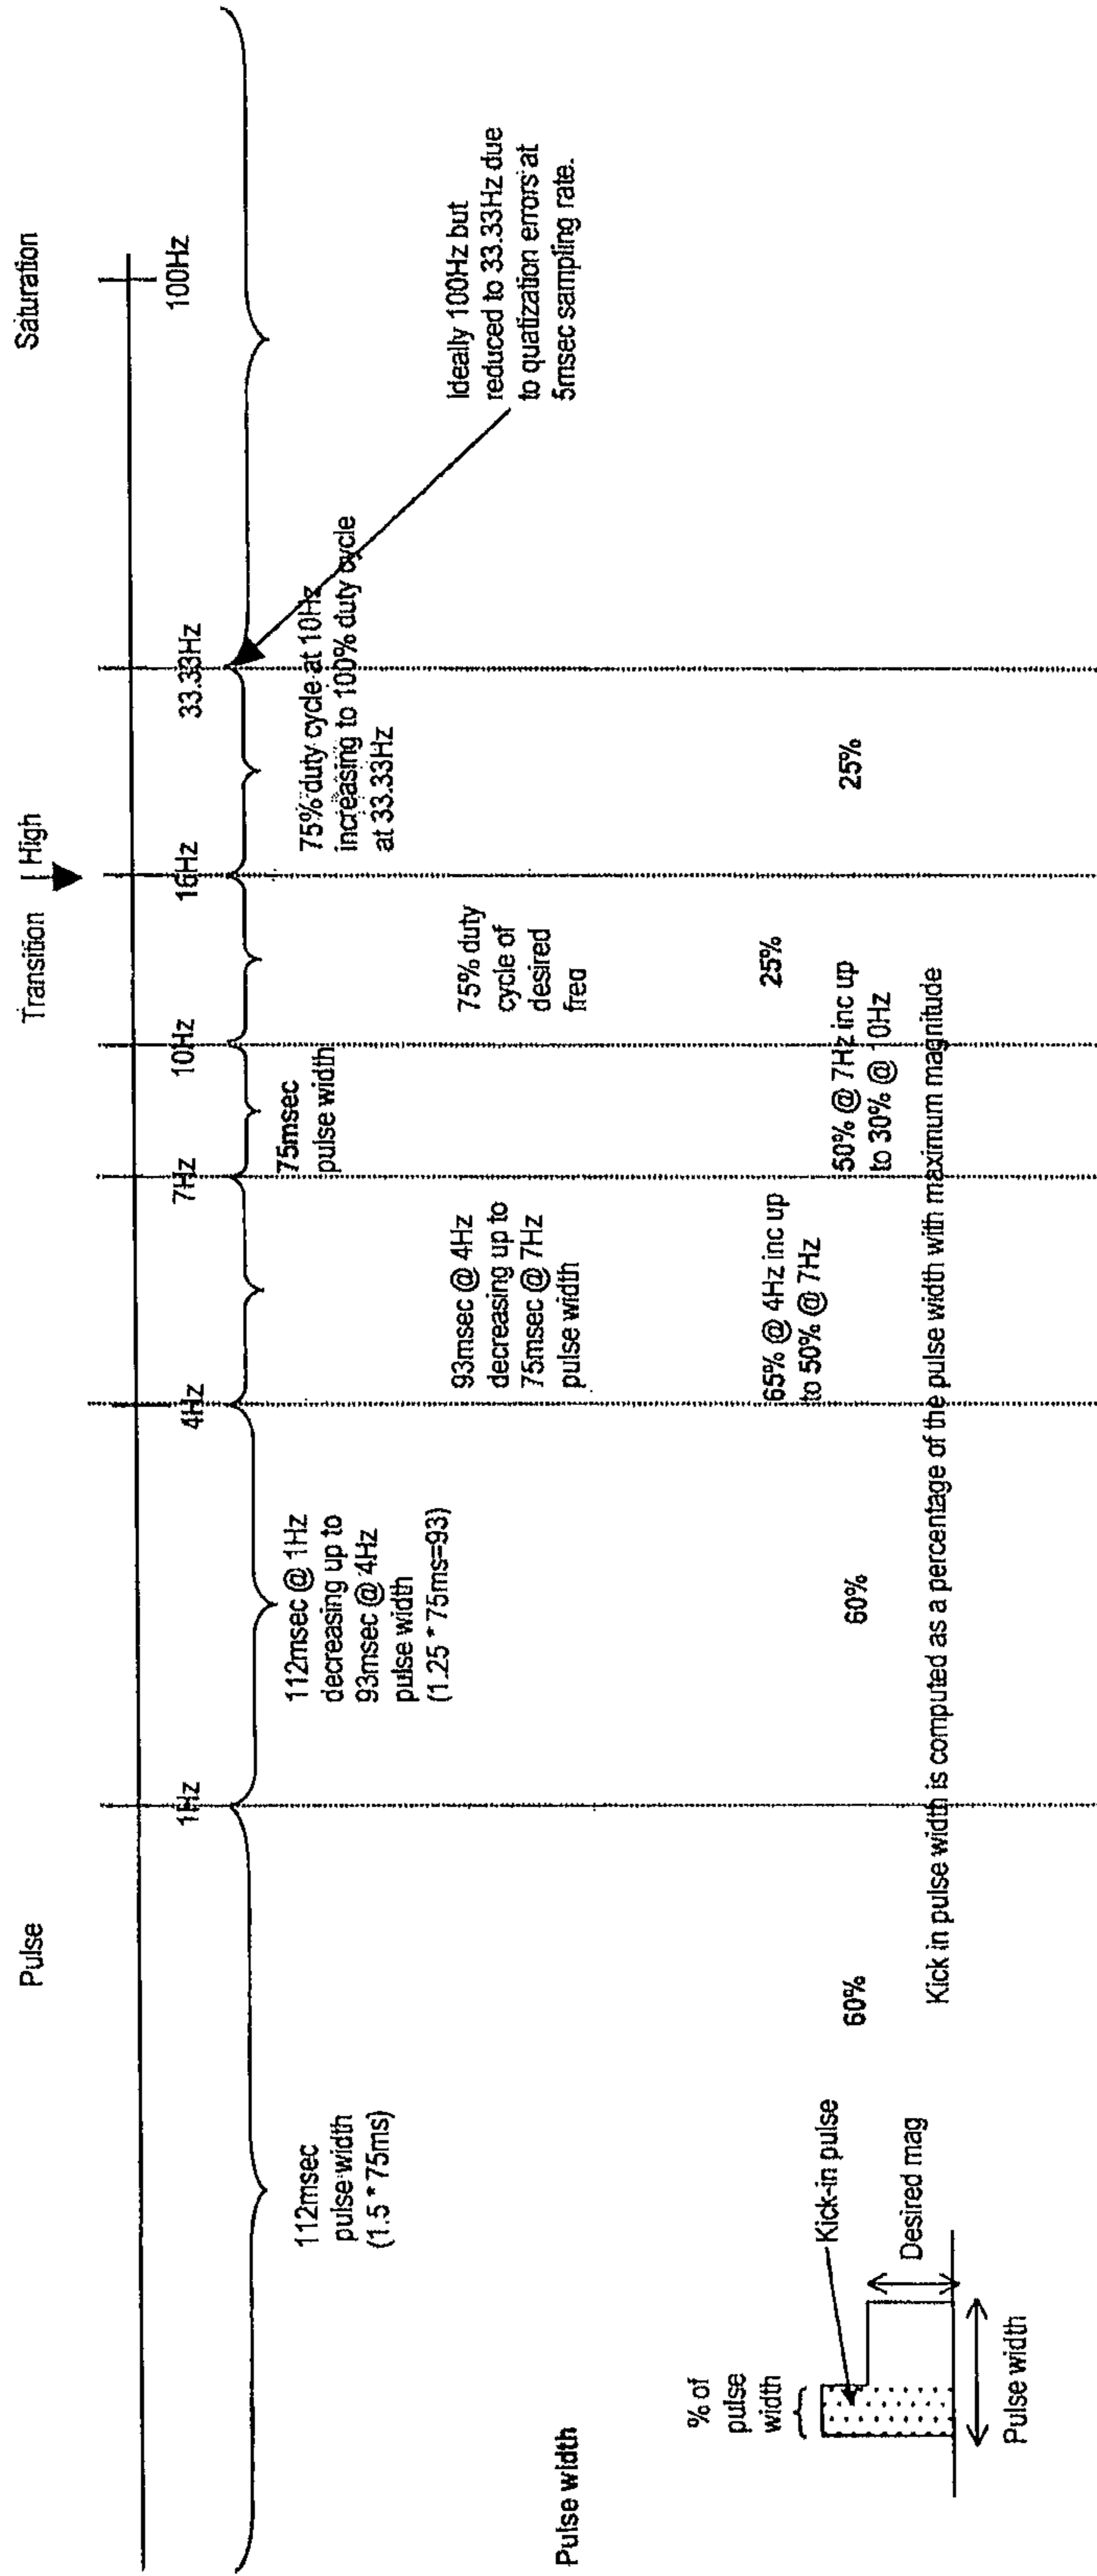 Pulse
Transition
High
Saturation
1Hz
4Hz
7Hz
10Hz
16Hz
33.33Hz
100Hz
112msec
pulse width
(1.5 * 75ms)
112msec @ 1Hz
decreasing up to
93msec @ 4Hz
pulse width
(1.25 * 75ms=93)
93msec @ 4Hz
decreasing up to
75msec @ 7Hz
pulse width
75msec
pulse width
75% duty
cycle of
desired
freq
75% duty cycle at 10Hz
increasing to 100% duty cycle
at 33.33Hz
Ideally 100Hz but
reduced to 33.33Hz due
to quatization errors at
5msec sampling rate.
Pulse width
% of
pulse
width
Kick-in pulse
Desired mag
Pulse width
60%
60%
65% @ 4Hz inc up
to 50% @ 7Hz
50% @ 7Hz inc up
to 30% @ 10Hz
25%
25%
Kick in pulse width is computed as a percentage of the pulse width with maximum magnitude